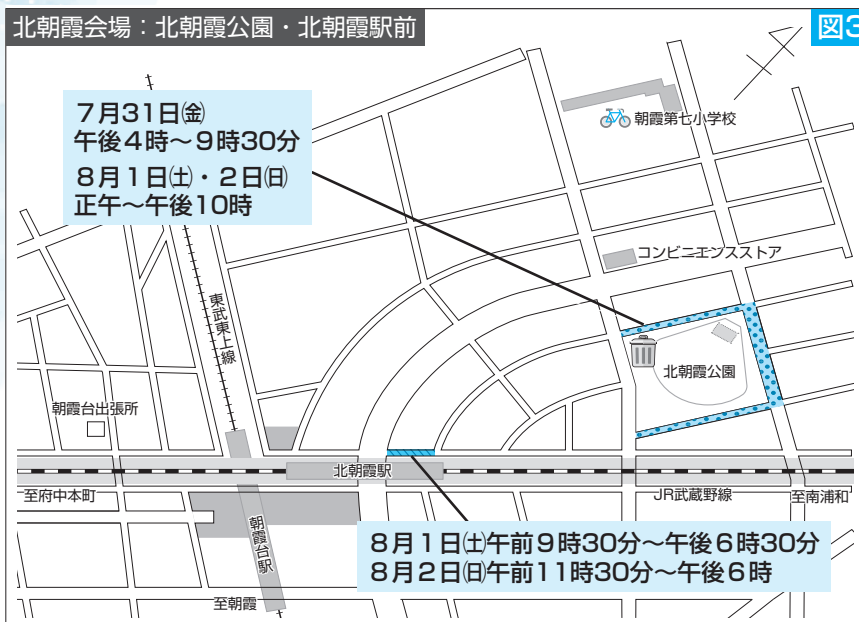 北朝霞会場：北朝霞公園・北朝霞駅前
図3
7月31日㈮
午後4時～9時30分
8月1日㈯・2日㈰
正午～午後10時
朝霞第七小学校
コンビニエンスストア
東武東上線
北朝霞公園
朝霞台出張所
北朝霞駅
至府中本町
JR武蔵野線
至南浦和
朝霞台駅
8月1日㈯午前9時30分～午後6時30分
8月2日㈰午前11時30分～午後6時
至朝霞